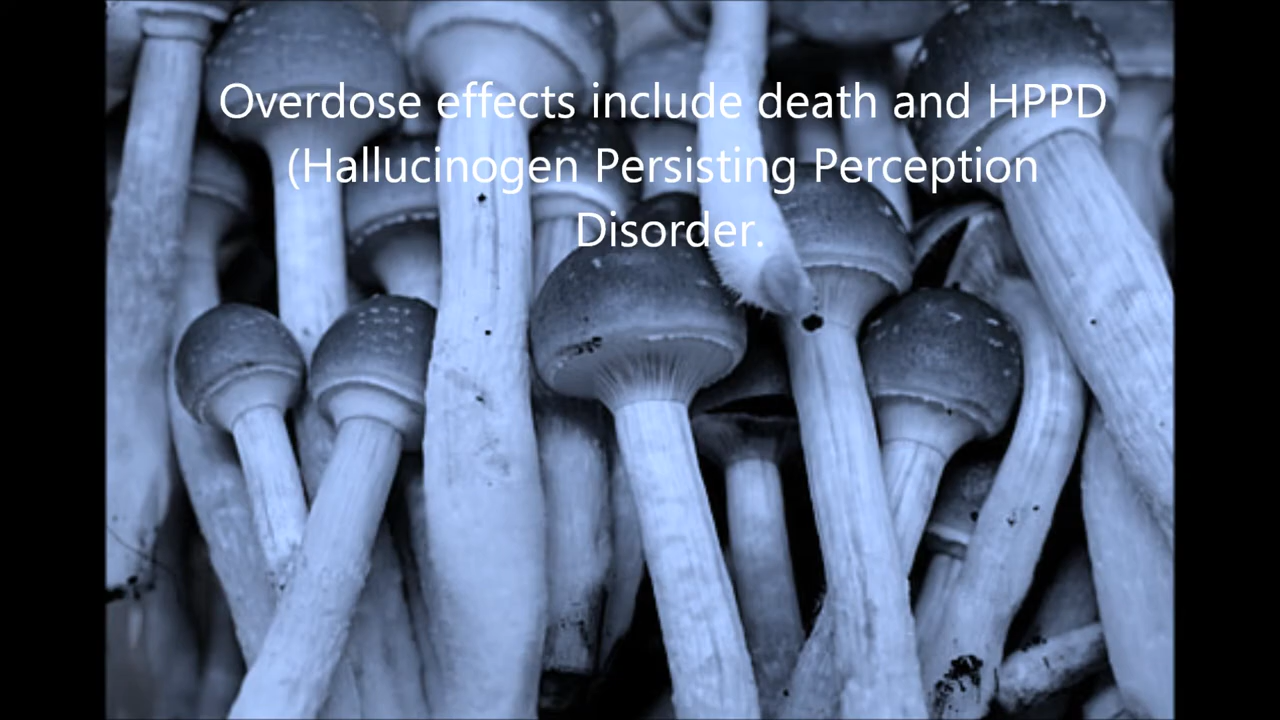 Overdose effects include death and HPPD
(Hallucinogen Persisting Perception
Disorder.